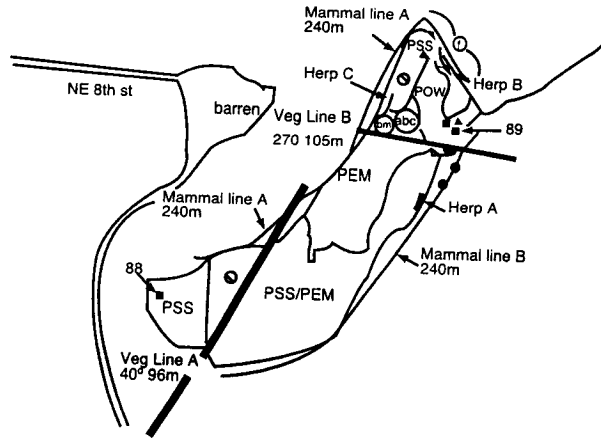 Mammal line A
240m
PSS
f
NE 8th st
Herp C
Herp B
barren
POW
Veg Line B
bm
abc
89
270 105m
PEM
Mammal line A
240m
Herp A
Mammal line B
240m
88
PSS
PSS/PEM
Veg Line A
40º 96m